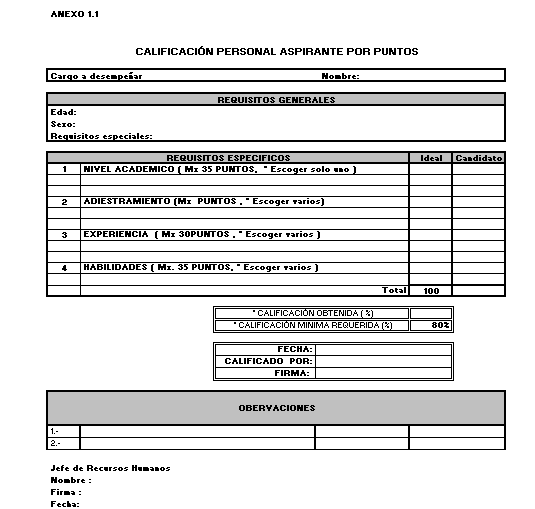 ANEXO 1.1
CALIFICACIÓN PERSONAL ASPIRANTE POR PUNTOS
Cargo a desempeñar Nombre:
REQUISITOS GENERALES
Edad:
Sexo:
Requisitos especiales:
REQUISITOS ESPECIFICOS Ideal Candidato
1 NIVEL ACADEMICO ( Mx 35 PUNTOS, * Escoger solo uno )
2 ADIESTRAMIENTO (Mx PUNTOS , * Escoger varios)
3 EXPERIENCIA ( Mx 30PUNTOS , * Escoger varios )
4 HABILIDADES ( Mx. 35 PUNTOS, * Escoger varios )
Total 100
* CALIFICACIÓN OBTENIDA ( %)
* CALIFICACIÓN MINIMA REQUERIDA (%) 80%
FECHA:
CALIFICADO POR:
FIRMA:
OBERVACIONES
1.-
2.-
Jefe de Recursos Humanos
Nombre :
Firma :
Fecha: